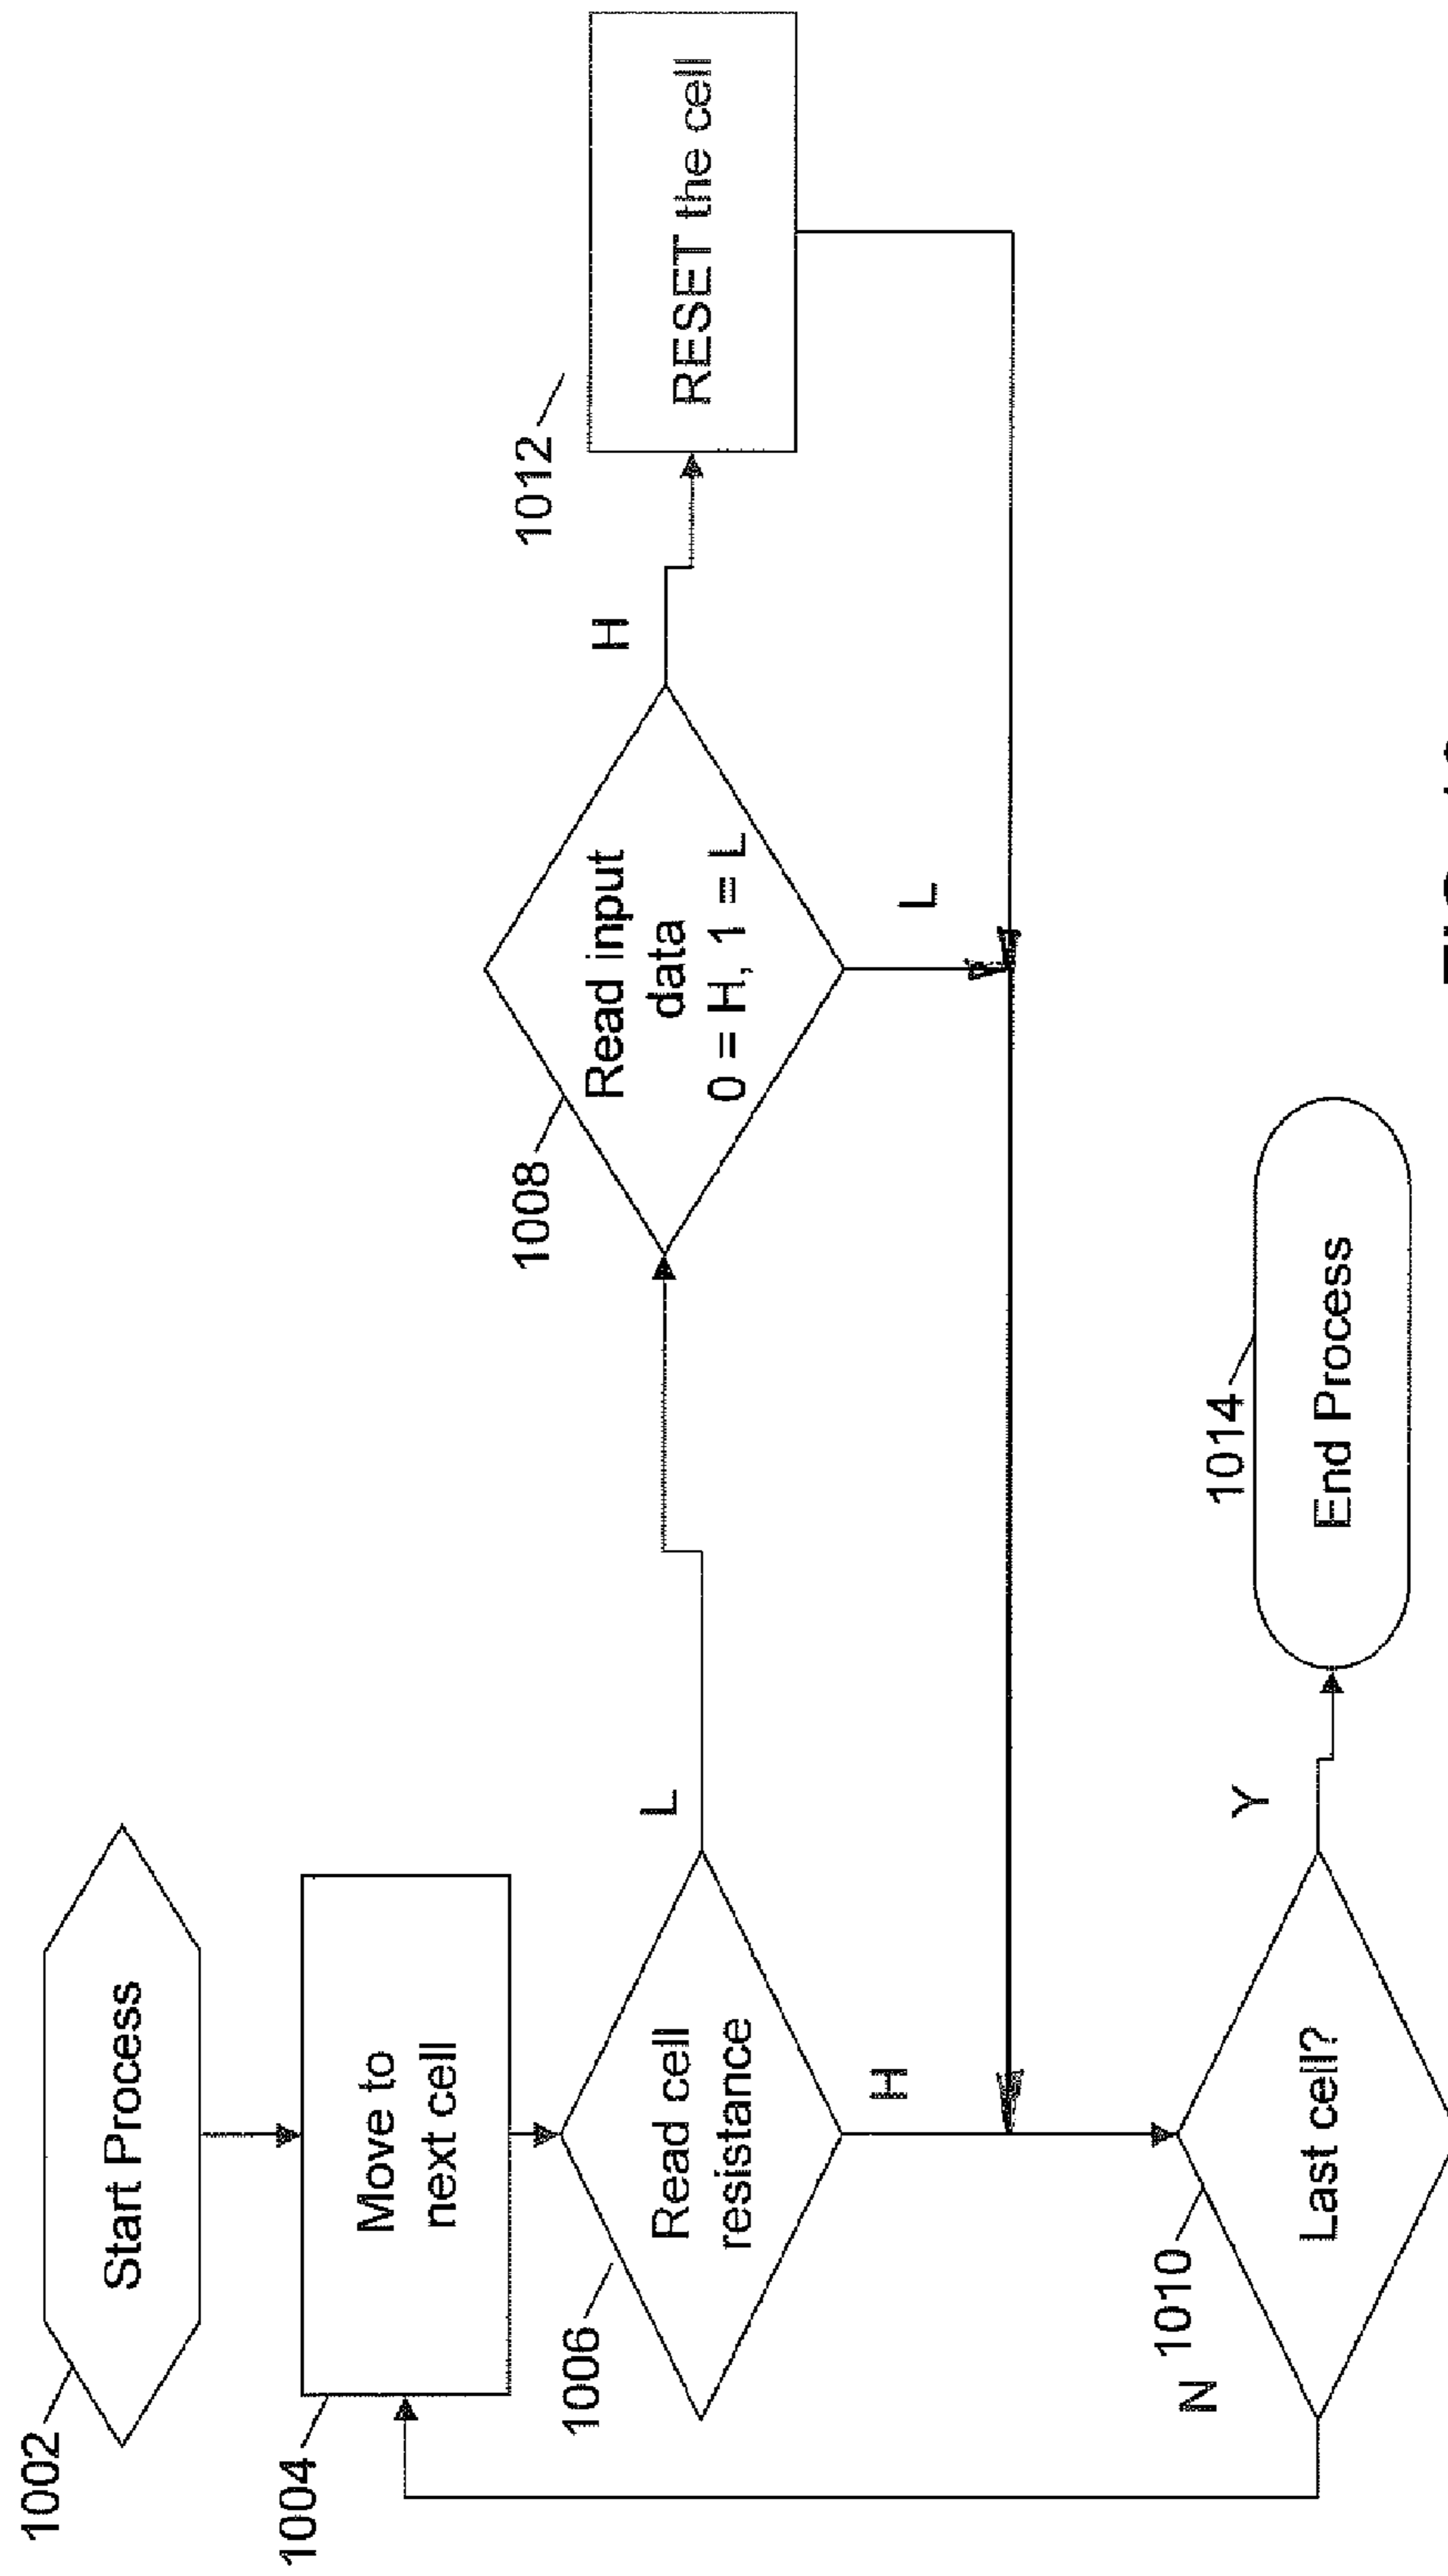 1002
Start Process
1004
Move to
next cell
1006
Read cell
resistance
L
H
1008
Read input
data
0 = H, 1 = L
H
L
1012
RESET the cell
1010
Last cell?
N
Y
1014
End Process